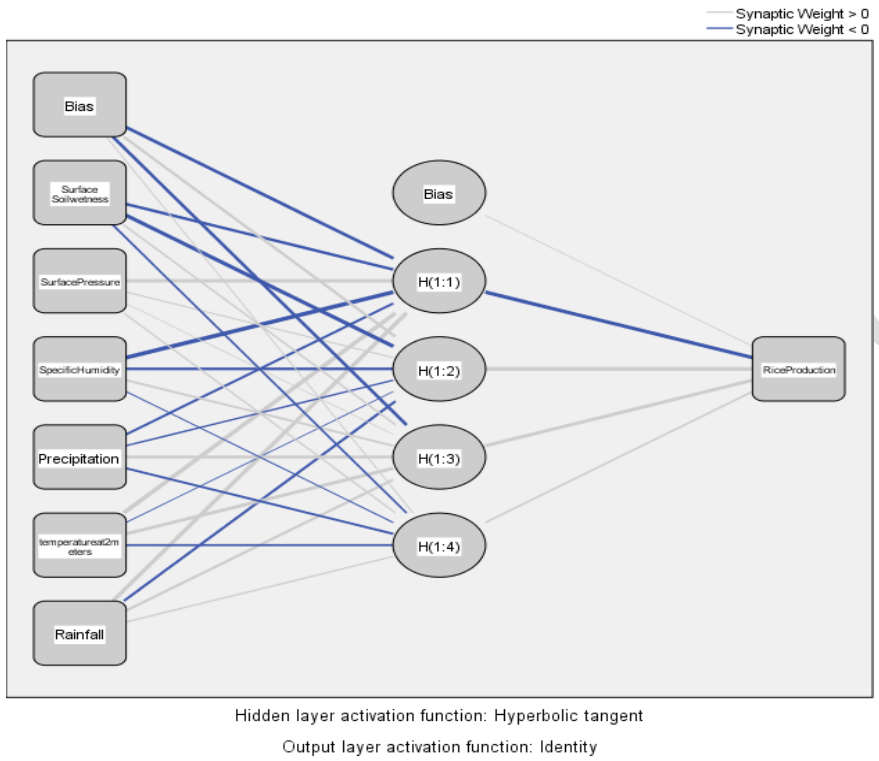 Synaptic Weight > 0
Synaptic Weight < 0
Bias
Surface
Soilwetness
SurfacePressure
SpecificHumidity
Precipitation
temperatureat2m
eters
Rainfall
Bias
H(1:1)
H(1:2)
H(1:3)
H(1:4)
RiceProduction
Hidden layer activation function: Hyperbolic tangent
Output layer activation function: Identity